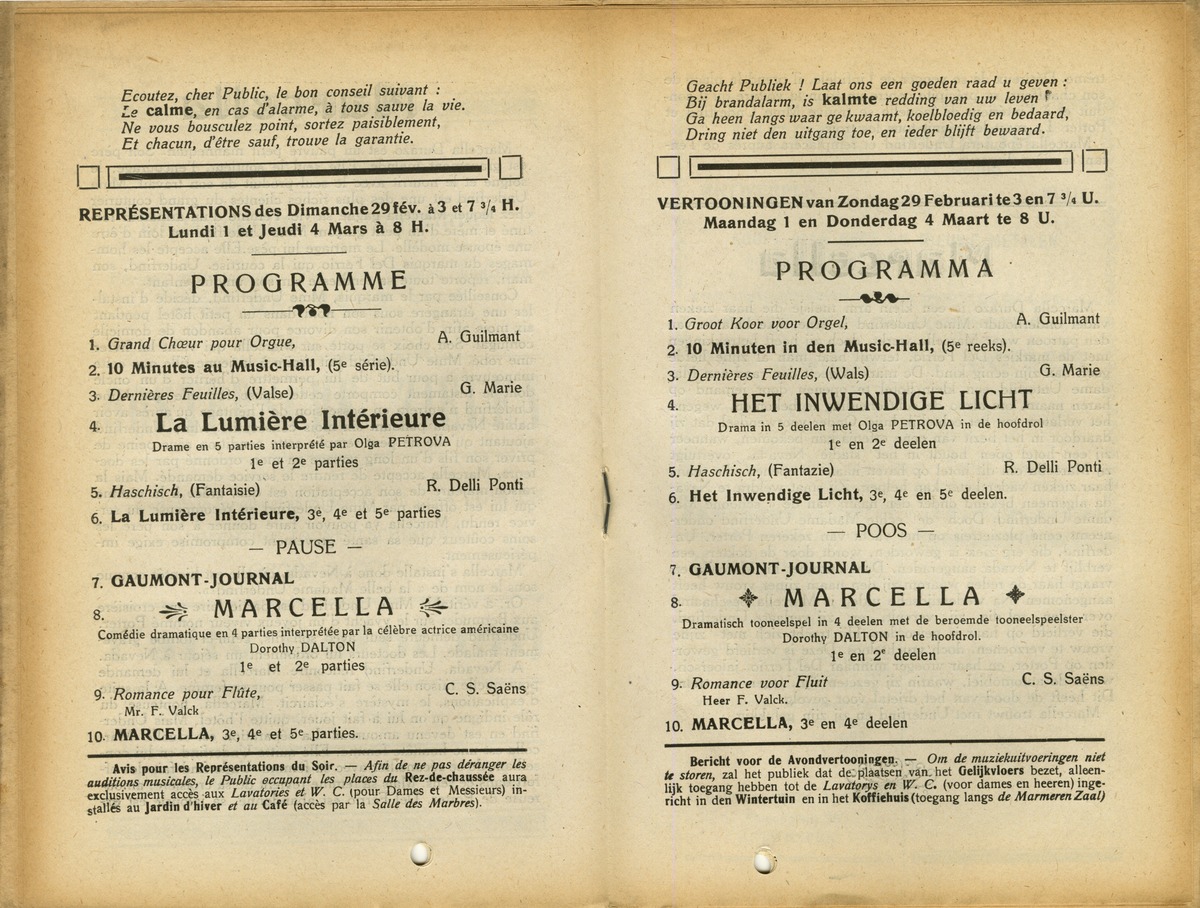 Ecoutez, cher Public, le bon conseil suivant :
Le calme, en cas d'alarme, à tous sauve la vie.
Ne vous bousculez point, sortez paisiblement,
Et chacun, d'être sauf, trouve la garantie.
REPRÉSENTATIONS des Dimanche 29 fév. à 3 et 7 3/4 H.
Lundi 1 et Jeudi 4 Mars à 8 H.
PROGRAMME
1. Grand Chœur pour Orgue, A. Guilmant
2. 10 Minutes au Music-Hall, (5e série).
3. Dernières Feuilles, (Valse) G. Marie
4. La Lumière Intérieure
Drame en 5 parties interprété par Olga PETROVA
1e et 2e parties
5. Haschisch, (Fantaisie) R. Delli Ponti
6. La Lumière Intérieure, 3e, 4e et 5e parties
— PAUSE —
7. GAUMONT-JOURNAL
8. MARCELLA
Comédie dramatique en 4 parties interprétée par la célèbre actrice américaine
Dorothy DALTON
1e et 2e parties
9. Romance pour Flûte, C. S. Saëns
Mr. F. Valck
10. MARCELLA, 3e, 4e et 5e parties.
Avis pour les Représentations du Soir. — Afin de ne pas déranger les
auditions musicales, le Public occupant les places du Rez-de-chaussée aura
exclusivement accès aux Lavatories et W. C. (pour Dames et Messieurs) in-
stallés au Jardin d'hiver et au Café (accès par la Salle des Marbres).
Geacht Publiek ! Laat ons een goeden raad u geven :
Bij brandalarm, is kalmte redding van uw leven !
Ga heen langs waar ge kwaamt, koelbloedig en bedaard,
Dring niet den uitgang toe, en ieder blijft bewaard.
VERTOONINGEN van Zondag 29 Februari te 3 en 7 3/4 U.
Maandag 1 en Donderdag 4 Maart te 8 U.
PROGRAMMA
1. Groot Koor voor Orgel, A. Guilmant
2. 10 Minuten in den Music-Hall, (5e reeks).
3. Dernières Feuilles, (Wals) G. Marie
4. HET INWENDIGE LICHT
Drama in 5 deelen met Olga PETROVA in de hoofdrol
1e en 2e deelen
5. Haschisch, (Fantazie) R. Delli Ponti
6. Het Inwendige Licht, 3e, 4e en 5e deelen.
— POOS —
7. GAUMONT-JOURNAL
8. MARCELLA
Dramatisch tooneelspel in 4 deelen met de beroemde tooneelspeelster
Dorothy DALTON in de hoofdrol.
1e en 2e deelen
9. Romance voor Fluit C. S. Saëns
Heer F. Valck.
10. MARCELLA, 3e en 4e deelen
Bericht voor de Avondvertooningen. — Om de muziekuitvoeringen niet
te storen, zal het publiek dat de plaatsen van het Gelijkvloers bezet, alleen-
lijk toegang hebben tot de Lavatorys en W. C. (voor dames en heeren) inge-
richt in den Wintertuin en in het Koffiehuis (toegang langs de Marmeren Zaal)